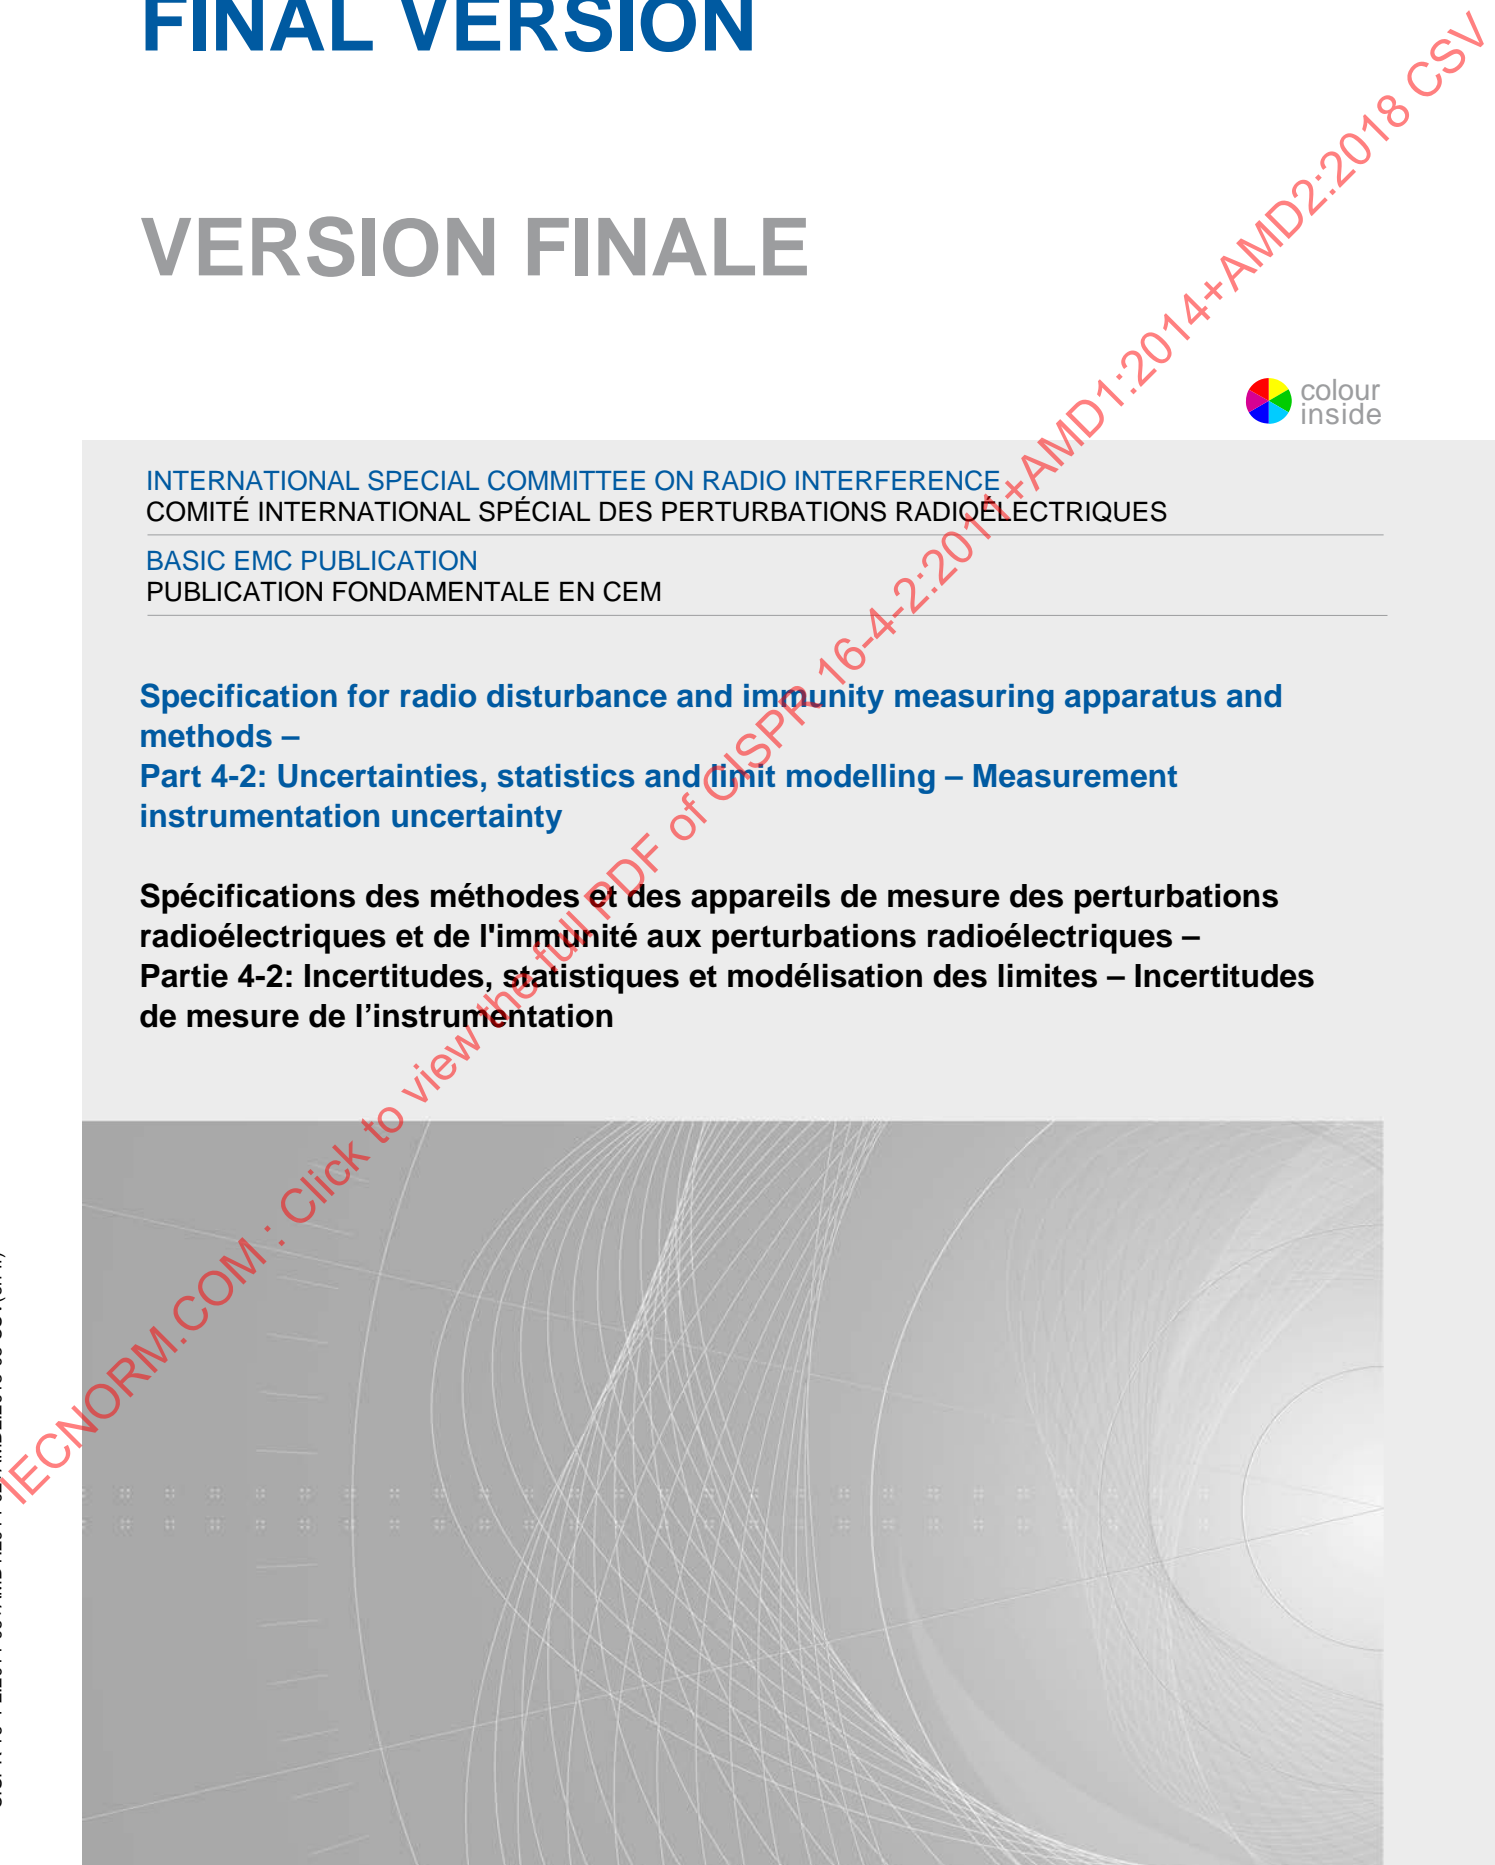 FINAL VERSION
VERSION FINALE
colour
inside
INTERNATIONAL SPECIAL COMMITTEE ON RADIO INTERFERENCE
COMITÉ INTERNATIONAL SPÉCIAL DES PERTURBATIONS RADIOÉLECTRIQUES
BASIC EMC PUBLICATION
PUBLICATION FONDAMENTALE EN CEM
Specification for radio disturbance and immunity measuring apparatus and
methods –
Part 4-2: Uncertainties, statistics and limit modelling – Measurement
instrumentation uncertainty
Spécifications des méthodes et des appareils de mesure des perturbations
radioélectriques et de l'immunité aux perturbations radioélectriques –
Partie 4-2: Incertitudes, statistiques et modélisation des limites – Incertitudes
de mesure de l’instrumentation
IECNORM.COM : Click to view the full PDF of CISPR 16-4-2:2011+AMD1:2014+AMD2:2018 CSV